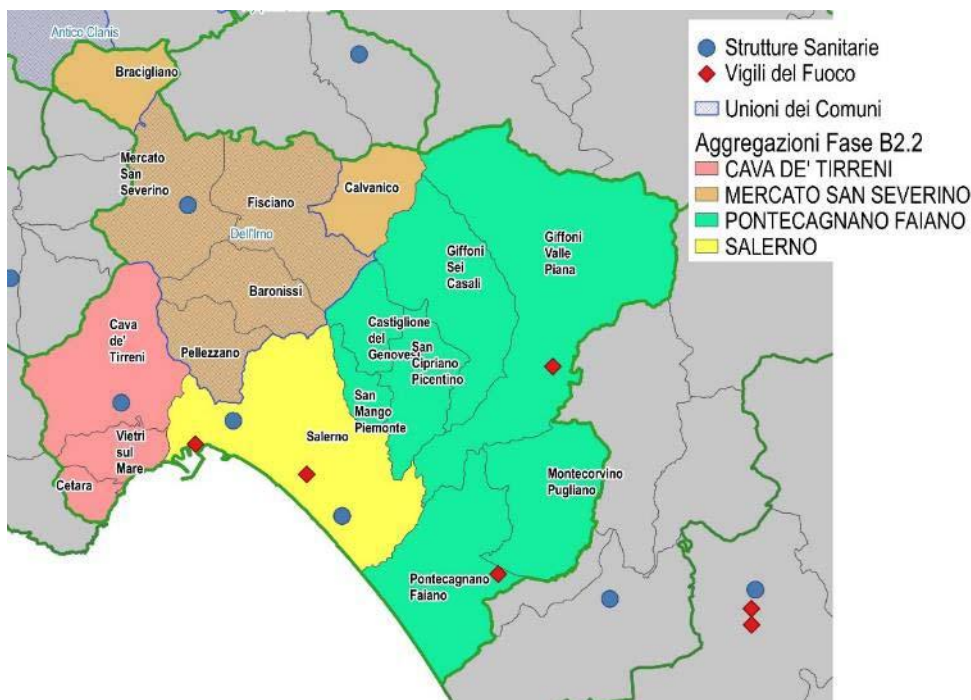 Antico Clanis
Bracigliano
Mercato
San
Severino
Fisciano
Calvanico
Dell'Irno
Baronissi
Pellezzano
Cava
de'
Tirreni
Vietri
sul
Mare
Cetara
Salerno
Giffoni
Sei
Casali
Giffoni
Valle
Piana
Castiglione
del
Genovesi
San
Cipriano
Picentino
San
Mango
Piemonte
Montecorvino
Pugliano
Pontecagnano
Faiano
Strutture Sanitarie
Vigili del Fuoco
Unioni dei Comuni
Aggregazioni Fase B2.2
CAVA DE' TIRRENI
MERCATO SAN SEVERINO
PONTECAGNANO FAIANO
SALERNO